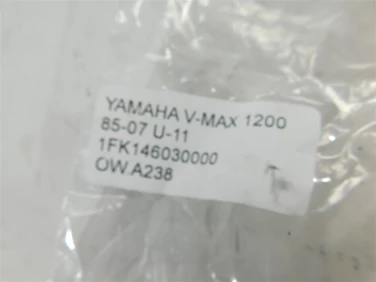 YAMAHA V-MAX 1200
85-07 U-11
1FK146030000
OW.A238